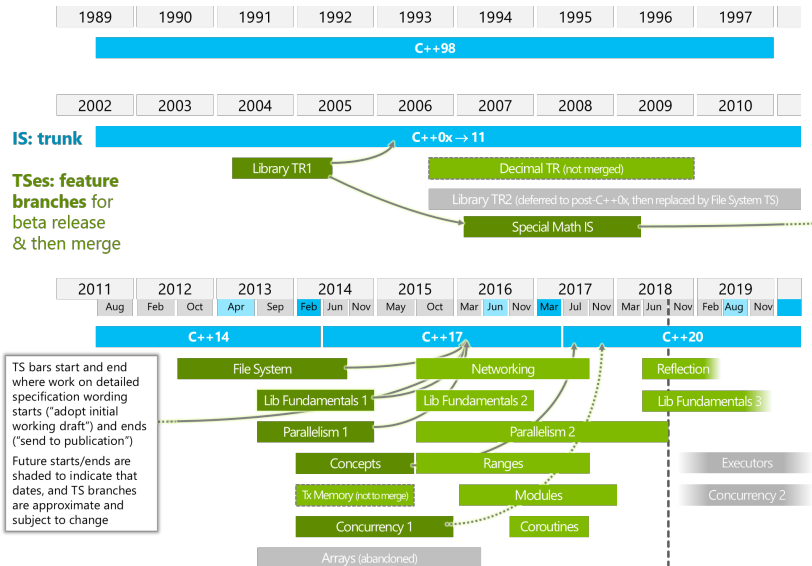 1989 1990 1991 1992 1993 1994 1995 1996 1997
C++98
2002 2003 2004 2005 2006 2007 2008 2009 2010
IS: trunk
C++0x → 11
TSes: feature
branches for
beta release
& then merge
Library TR1
Decimal TR (not merged)
Library TR2 (deferred to post-C++0x, then replaced by File System TS)
Special Math IS
2011 2012 2013 2014 2015 2016 2017 2018 2019
Aug Feb Oct Apr Sep Feb Jun Nov May Oct Mar Jun Nov Mar Jul Nov Mar Jun Nov Feb Aug Nov
C++14 C++17 C++20
TS bars start and end
where work on detailed
specification wording
starts ("adopt initial
working draft") and ends
("send to publication")
Future starts/ends are
shaded to indicate that
dates, and TS branches
are approximate and
subject to change
File System Networking Reflection
Lib Fundamentals 1 Lib Fundamentals 2 Lib Fundamentals 3
Parallelism 1 Parallelism 2
Concepts Ranges Executors
Tx Memory (not to merge) Modules Concurrency 2
Concurrency 1 Coroutines
Arrays (abandoned)